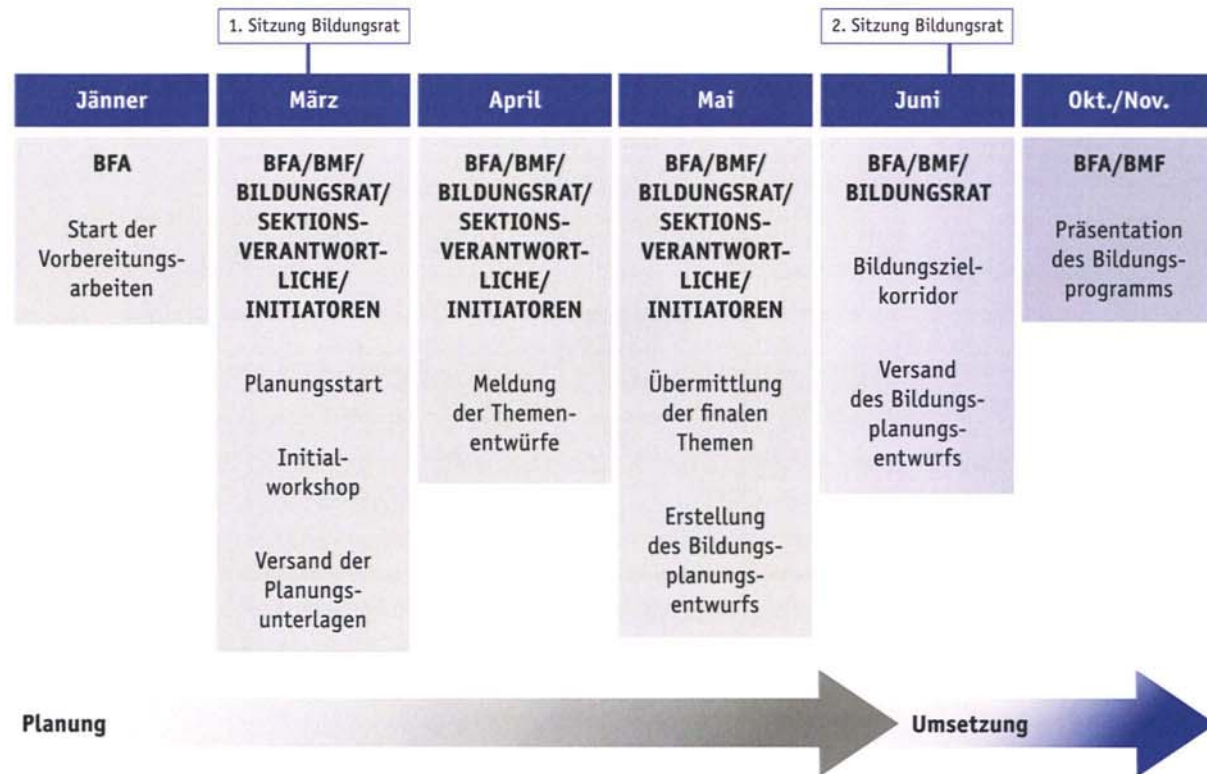 1. Sitzung Bildungsrat
2. Sitzung Bildungsrat
Jänner
März
April
Mai
Juni
Okt./Nov.
BFA
Start der
Vorbereitungs-
arbeiten
BFA/BMF/
BILDUNGSRAT/
SEKTIONS-
VERANTWORT-
LICHE/
INITIATOREN
Planungsstart
Initial-
workshop
Versand der
Planungs-
unterlagen
BFA/BMF/
BILDUNGSRAT/
SEKTIONS-
VERANTWORT-
LICHE/
INITIATOREN
Meldung
der Themen-
entwürfe
BFA/BMF/
BILDUNGSRAT/
SEKTIONS-
VERANTWORT-
LICHE/
INITIATOREN
Übermittlung
der finalen
Themen
Erstellung
des Bildungs-
planungs-
entwurfs
BFA/BMF/
BILDUNGSRAT
Bildungsziel-
korridor
Versand
des Bildungs-
planungs-
entwurfs
BFA/BMF
Präsentation
des Bildungs-
programms
Planung
Umsetzung